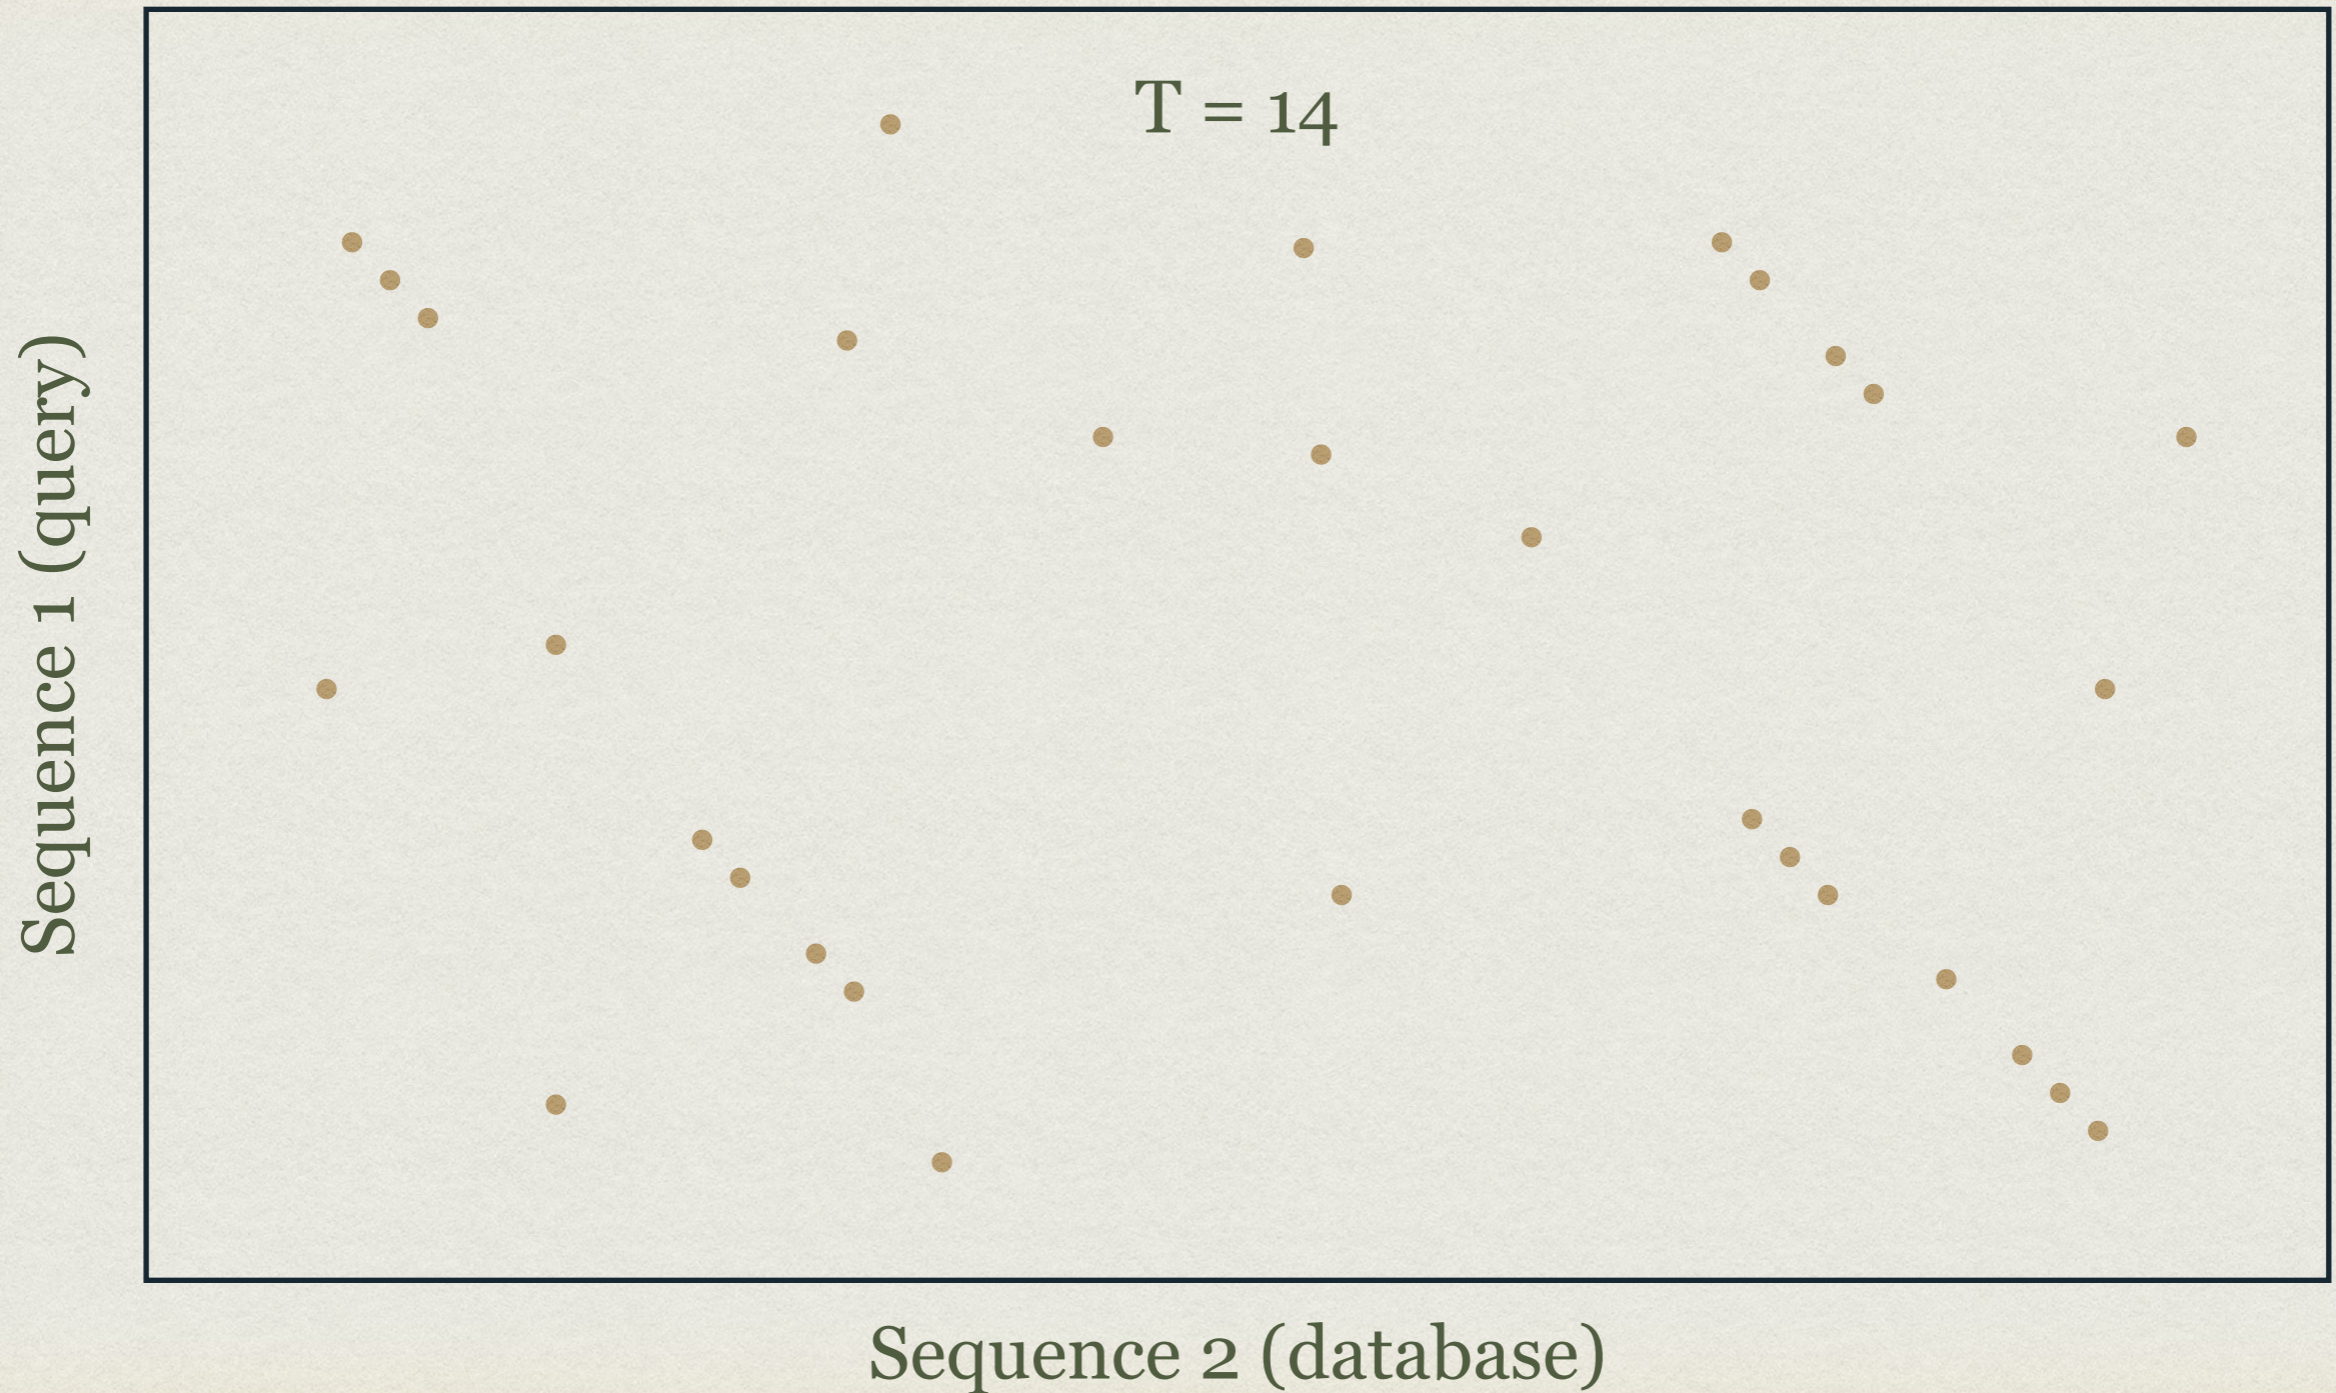 T = 14
Sequence 1 (query)
Sequence 2 (database)